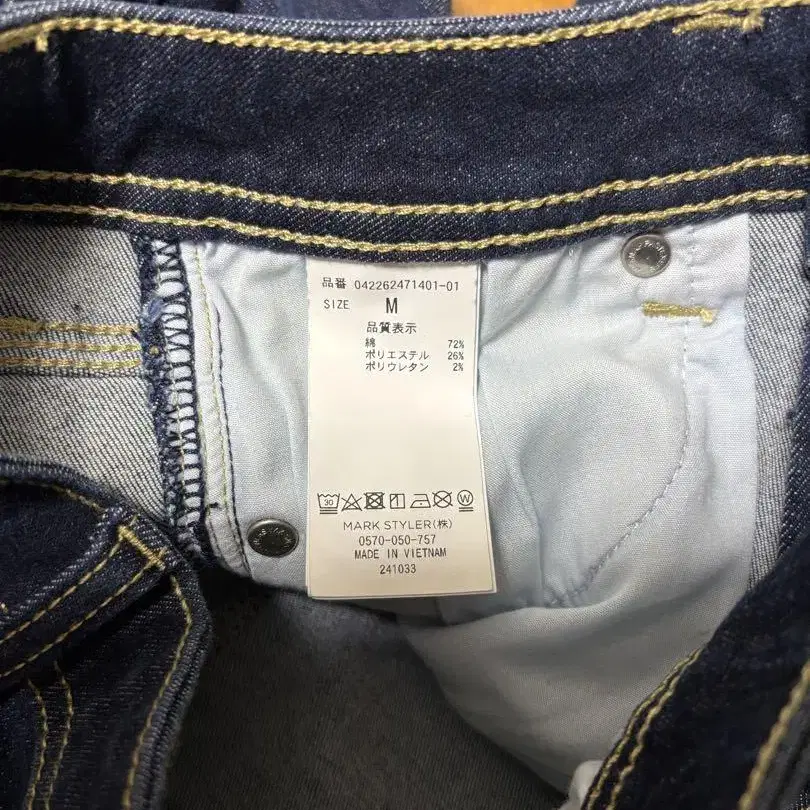 品番 042262471401-01
SIZE M
品質表示
綿 72%
ポリエステル 26%
ポリウレタン 2%
30 W
MARK STYLER(株)
0570-050-757
MADE IN VIETNAM
241033